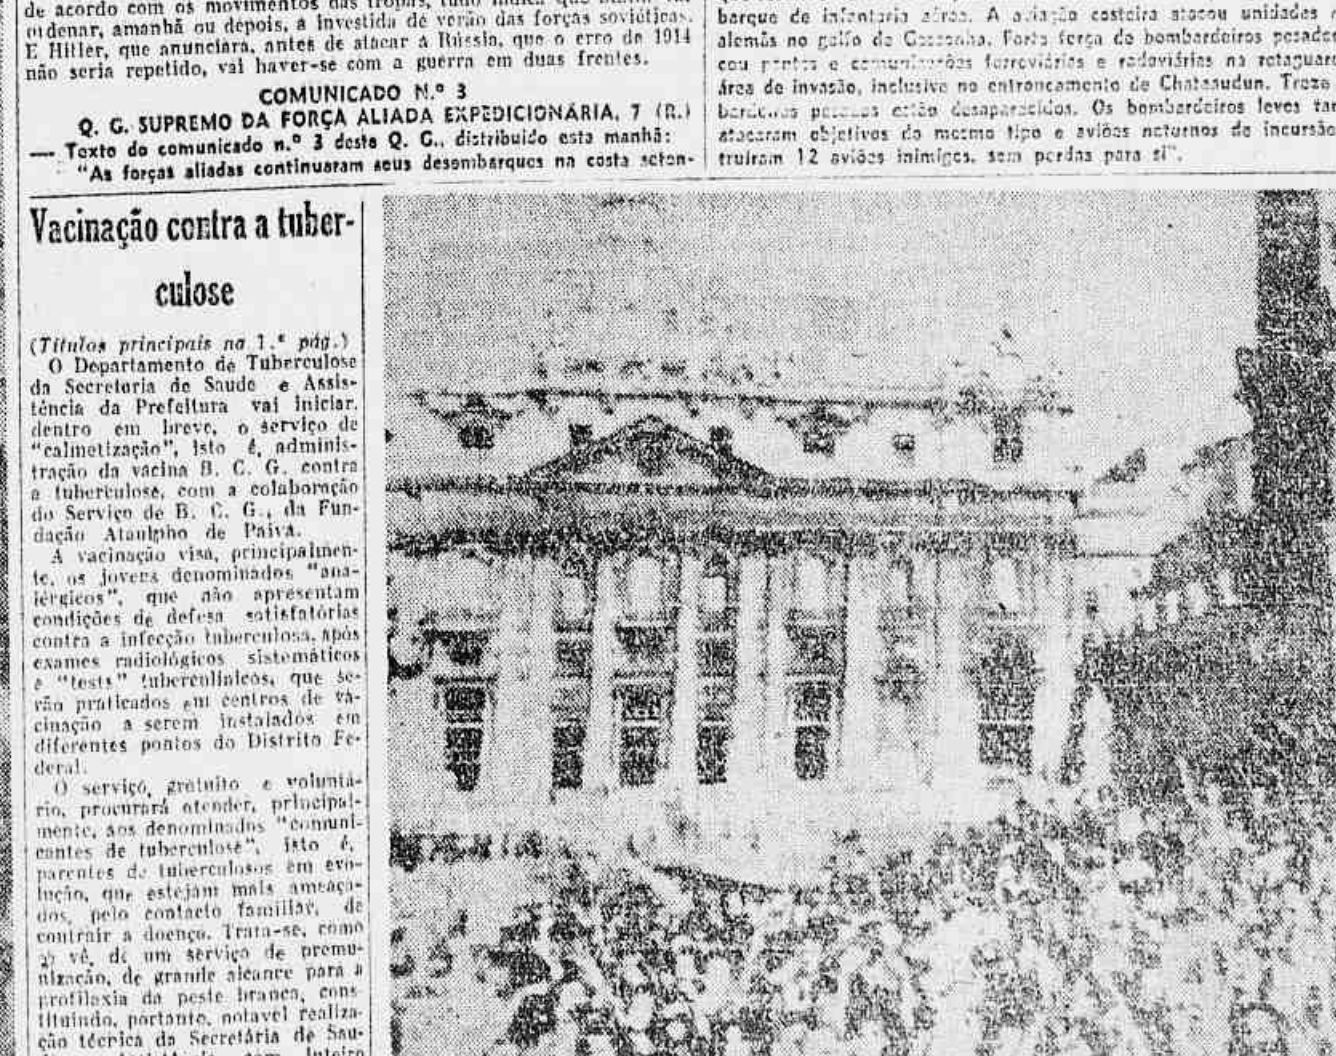 de acordo com os movimentos das tropas, tudo indica que
ordenar, amanhã ou depois, a investida de verão das forças soviéticas.
E Hitler, que anunciára, antes de atacar a Rússia, que o erro de 1914
não seria repetido, vai haver-se com a guerra em duas frentes.
COMUNICADO N.º 3
Q. G. SUPREMO DA FORÇA ALIADA EXPEDICIONÁRIA, 7 (R.)
— Texto do comunicado n.º 3 deste Q. G., distribuido esta manhã:
"As forças aliadas continuaram seus desembarques na costa seten-
barque de infantaria aérea. A aviação costeira atacou unidades
alemãs no golfo de Gasconha. Forte força de bombardeiros pesados
cou pontes e comunicações ferroviárias e rodoviárias na retaguarda
área de invasão, inclusive no entroncamento de Chateaudun. Treze
bardeiros pesados estão desaparecidos. Os bombardeiros leves
atacaram objetivos do mesmo tipo e aviões noturnos de incursão
truiram 12 aviões inimigos, sem perdas para si".
Vacinação contra a tuber-
culose
(Títulos principais na 1.ª pág.)
O Departamento de Tuberculose
da Secretaria de Saude e Assis-
tência da Prefeitura vai iniciar,
dentro em breve, o serviço de
"calmetização", isto é, adminis-
tração da vacina B. C. G. contra
a tuberculose, com a colaboração
do Serviço de B. C. G., da Fun-
dação Ataulpho de Paiva.
A vacinação visa, principalmen-
te, os jovens denominados "ana-
lérgicos", que não apresentam
condições de defesa satisfatórias
contra a infecção tuberculosa, após
exames radiológicos sistemáticos
e "tests" tuberculínicos, que se-
rão praticados em centros de va-
cinação a serem instalados em
diferentes pontos do Distrito Fe-
deral.
O serviço, gratuito e voluntá-
rio, procurará atender, principal-
mente, aos denominados "comuni-
cantes de tuberculose", isto é,
parentes de tuberculosos em evo-
lução, que estejam mais ameaça-
dos, pelo contacto familiar, de
contrair a doença. Trata-se, como
se vê, de um serviço de premu-
nização, de grande alcance para a
profilaxia da peste branca, cons-
tituindo, portanto, notavel realiza-
ção técnica da Secretária de Sau-